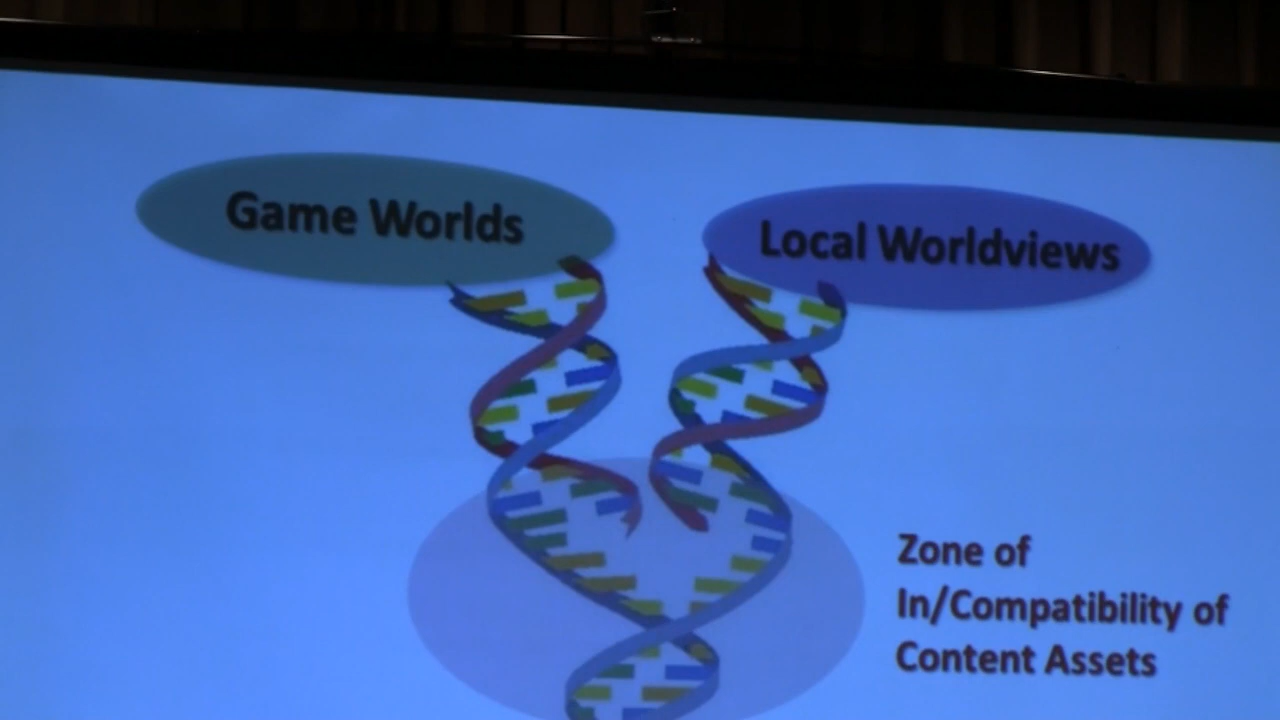 Game Worlds
Local Worldviews
Zone of
In/Compatibility of
Content Assets